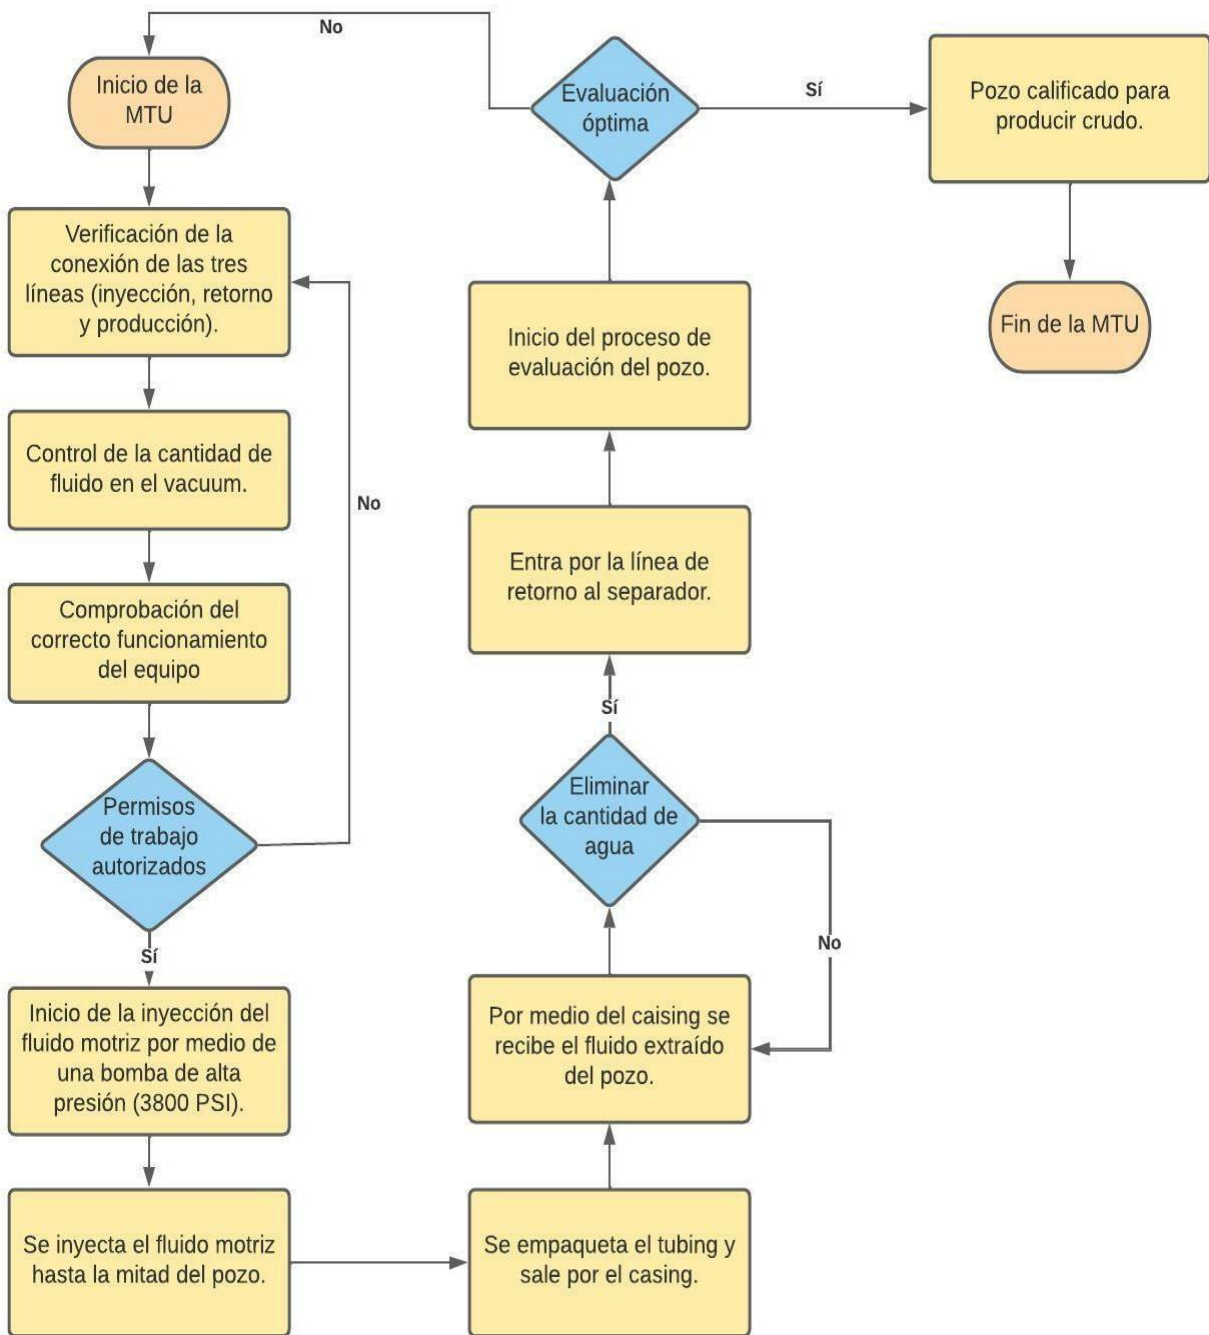 No
Inicio de la
MTU
Verificación de la
conexión de las tres
líneas (inyección, retorno
y producción).
Control de la cantidad de
fluido en el vacuum.
No
Comprobación del
correcto funcionamiento
del equipo
Permisos
de trabajo
autorizados
Sí
Inicio de la inyección del
fluido motriz por medio de
una bomba de alta
presión (3800 PSI).
Se inyecta el fluido motriz
hasta la mitad del pozo.
Se empaqueta el tubing y
sale por el casing.
Por medio del caising se
recibe el fluido extraído
del pozo.
No
Eliminar
la cantidad de
agua
Sí
Entra por la línea de
retorno al separador.
Inicio del proceso de
evaluación del pozo.
Evaluación
óptima
Sí
Pozo calificado para
producir crudo.
Fin de la MTU